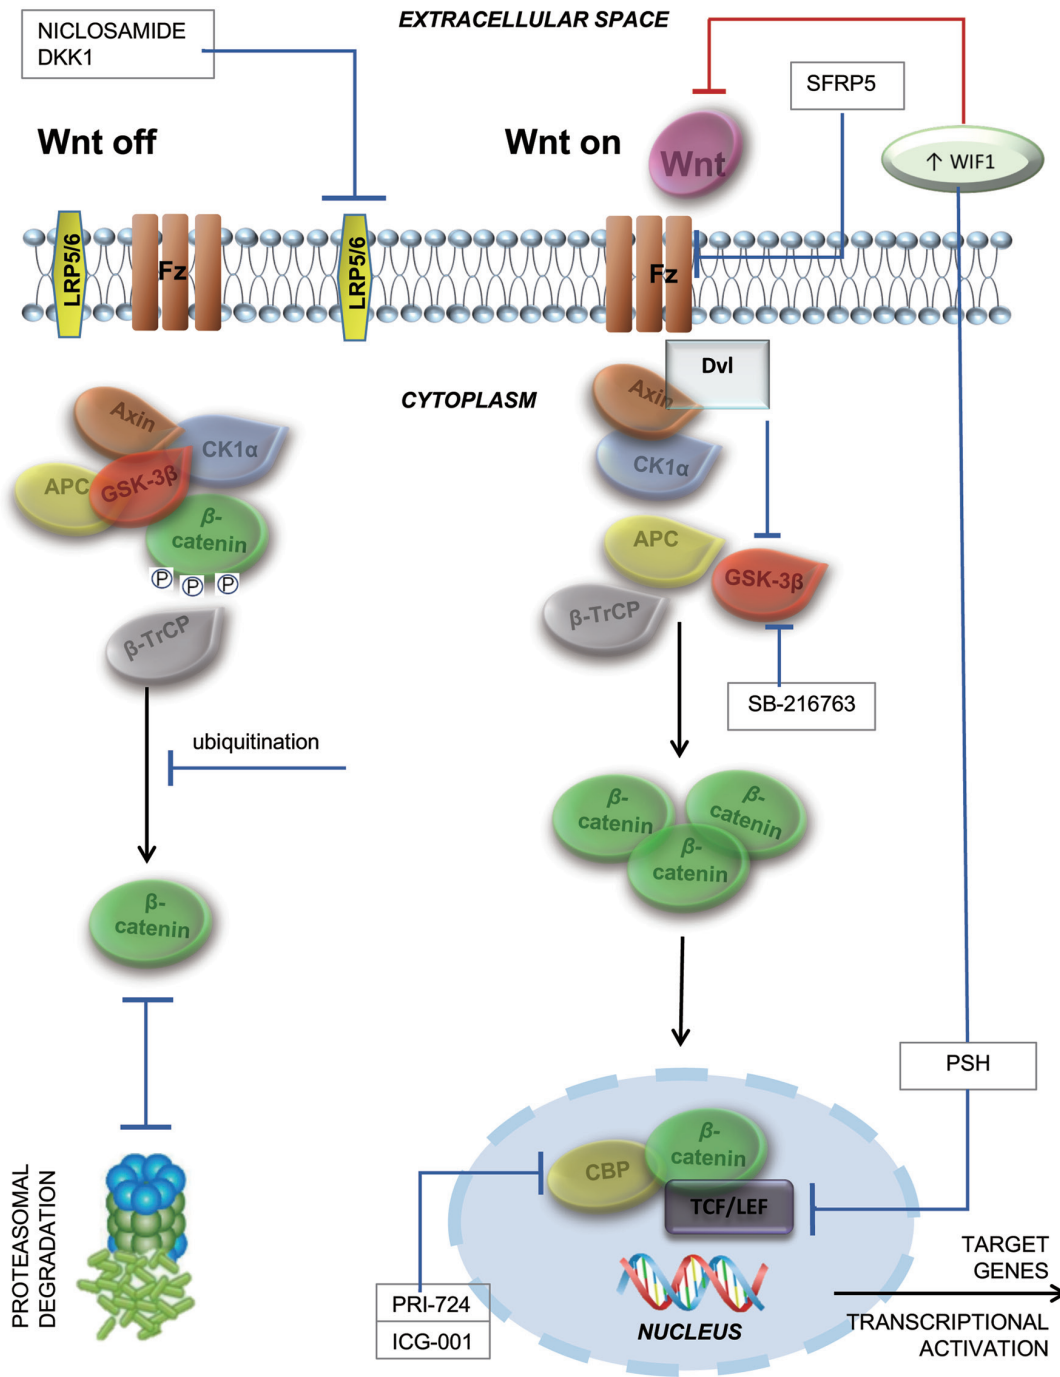 EXTRACELLULAR SPACE
NICLOSAMIDE
DKK1
SFRP5
Wnt off
Wnt on
Wnt
↑ WIF1
LRP5/6
Fz
LRP5/6
Fz
Dvl
CYTOPLASM
Axin
CK1α
APC
GSK-3β
β-
catenin
P
P
P
β-TrCP
Axin
CK1α
APC
GSK-3β
β-TrCP
SB-216763
ubiquitination
β-
catenin
β-
catenin
β-
catenin
β-
catenin
PSH
PROTEASOMAL
DEGRADATION
CBP
β-
catenin
TCF/LEF
NUCLEUS
PRI-724
ICG-001
TARGET
GENES
TRANSCRIPTIONAL
ACTIVATION